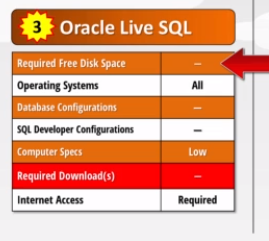 3 Oracle Live SQL
Required Free Disk Space –
Operating Systems All
Database Configurations –
SQL Developer Configurations –
Computer Specs Low
Required Download(s) –
Internet Access Required